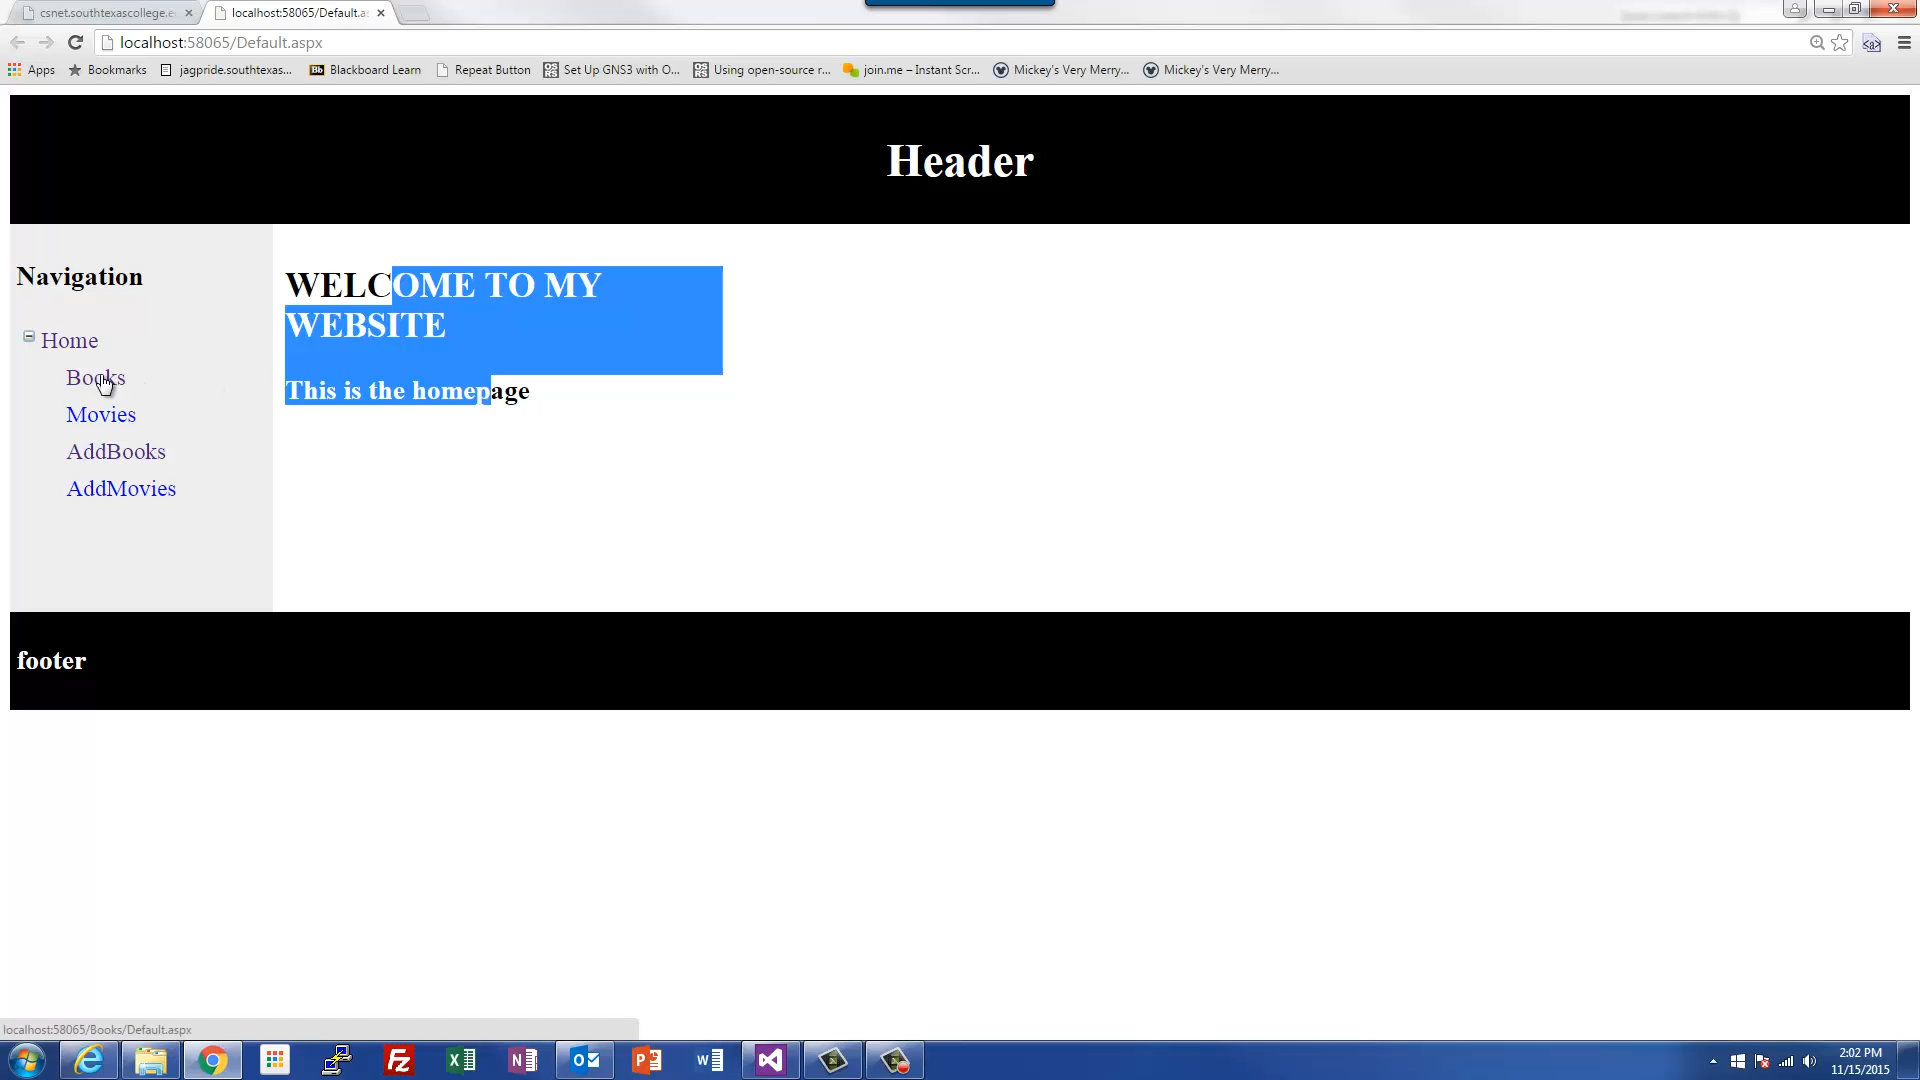 csnet.southtexascollege.e
localhost:58065/Default.a
localhost:58065/Default.aspx
Apps
Bookmarks
jagpride.southtexas...
Bb
Blackboard Learn
Repeat Button
Set Up GNS3 with O...
Using open-source r...
join.me – Instant Scr...
Mickey's Very Merry...
Mickey's Very Merry...
Header
Navigation
Home
Books
Movies
AddBooks
AddMovies
WELCOME TO MY
WEBSITE
This is the homepage
footer
localhost:58065/Books/Default.aspx
2:02 PM
11/15/2015